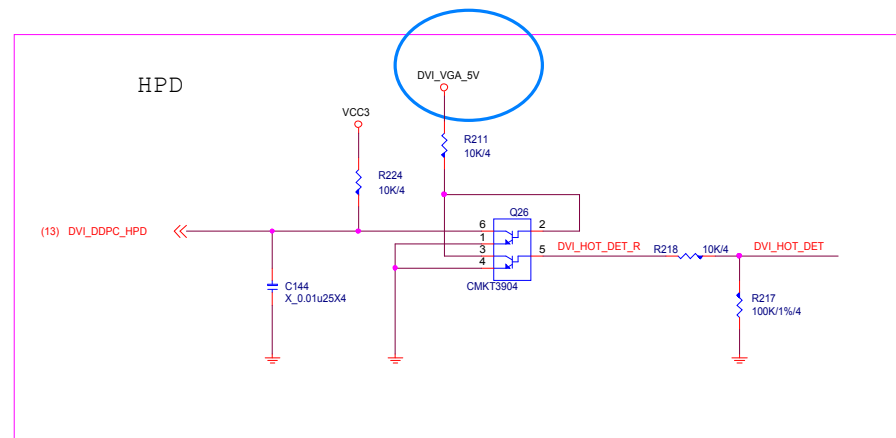 DVI_VGA_5V
HPD
VCC3
R211
10K/4
R224
10K/4
Q26
(13) DVI_DDPC_HPD
6
2
1
3
5
4
DVI_HOT_DET_R
R218
10K/4
DVI_HOT_DET
CMKT3904
C144
X_0.01u25X4
R217
100K/1%/4